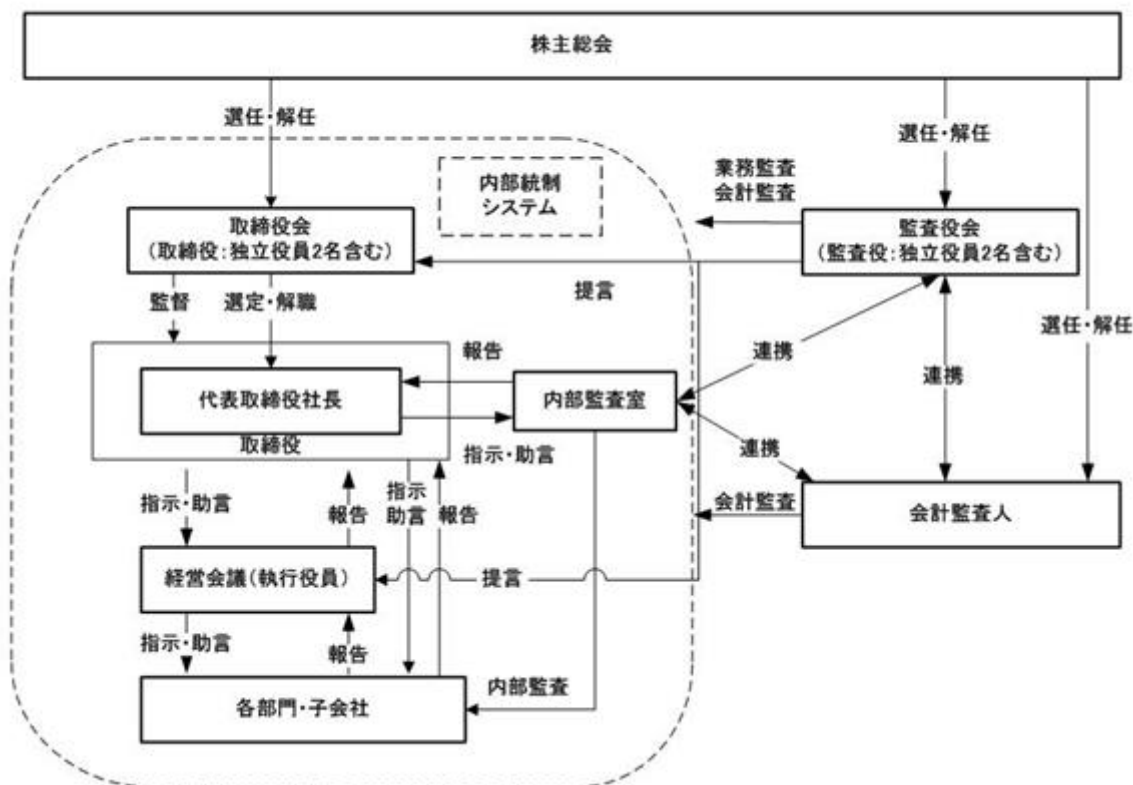 株主総会
選任・解任
選任・解任
業務監査
会計監査
内部統制
システム
取締役会
(取締役:独立役員2名含む)
監査役会
(監査役:独立役員2名含む)
提言
監督
選定・解職
選任・解任
報告
連携
代表取締役社長
内部監査室
連携
取締役
指示・助言
連携
指示・助言
報告
指示
助言
報告
会計監査
会計監査人
経営会議(執行役員)
提言
指示・助言
報告
内部監査
各部門・子会社